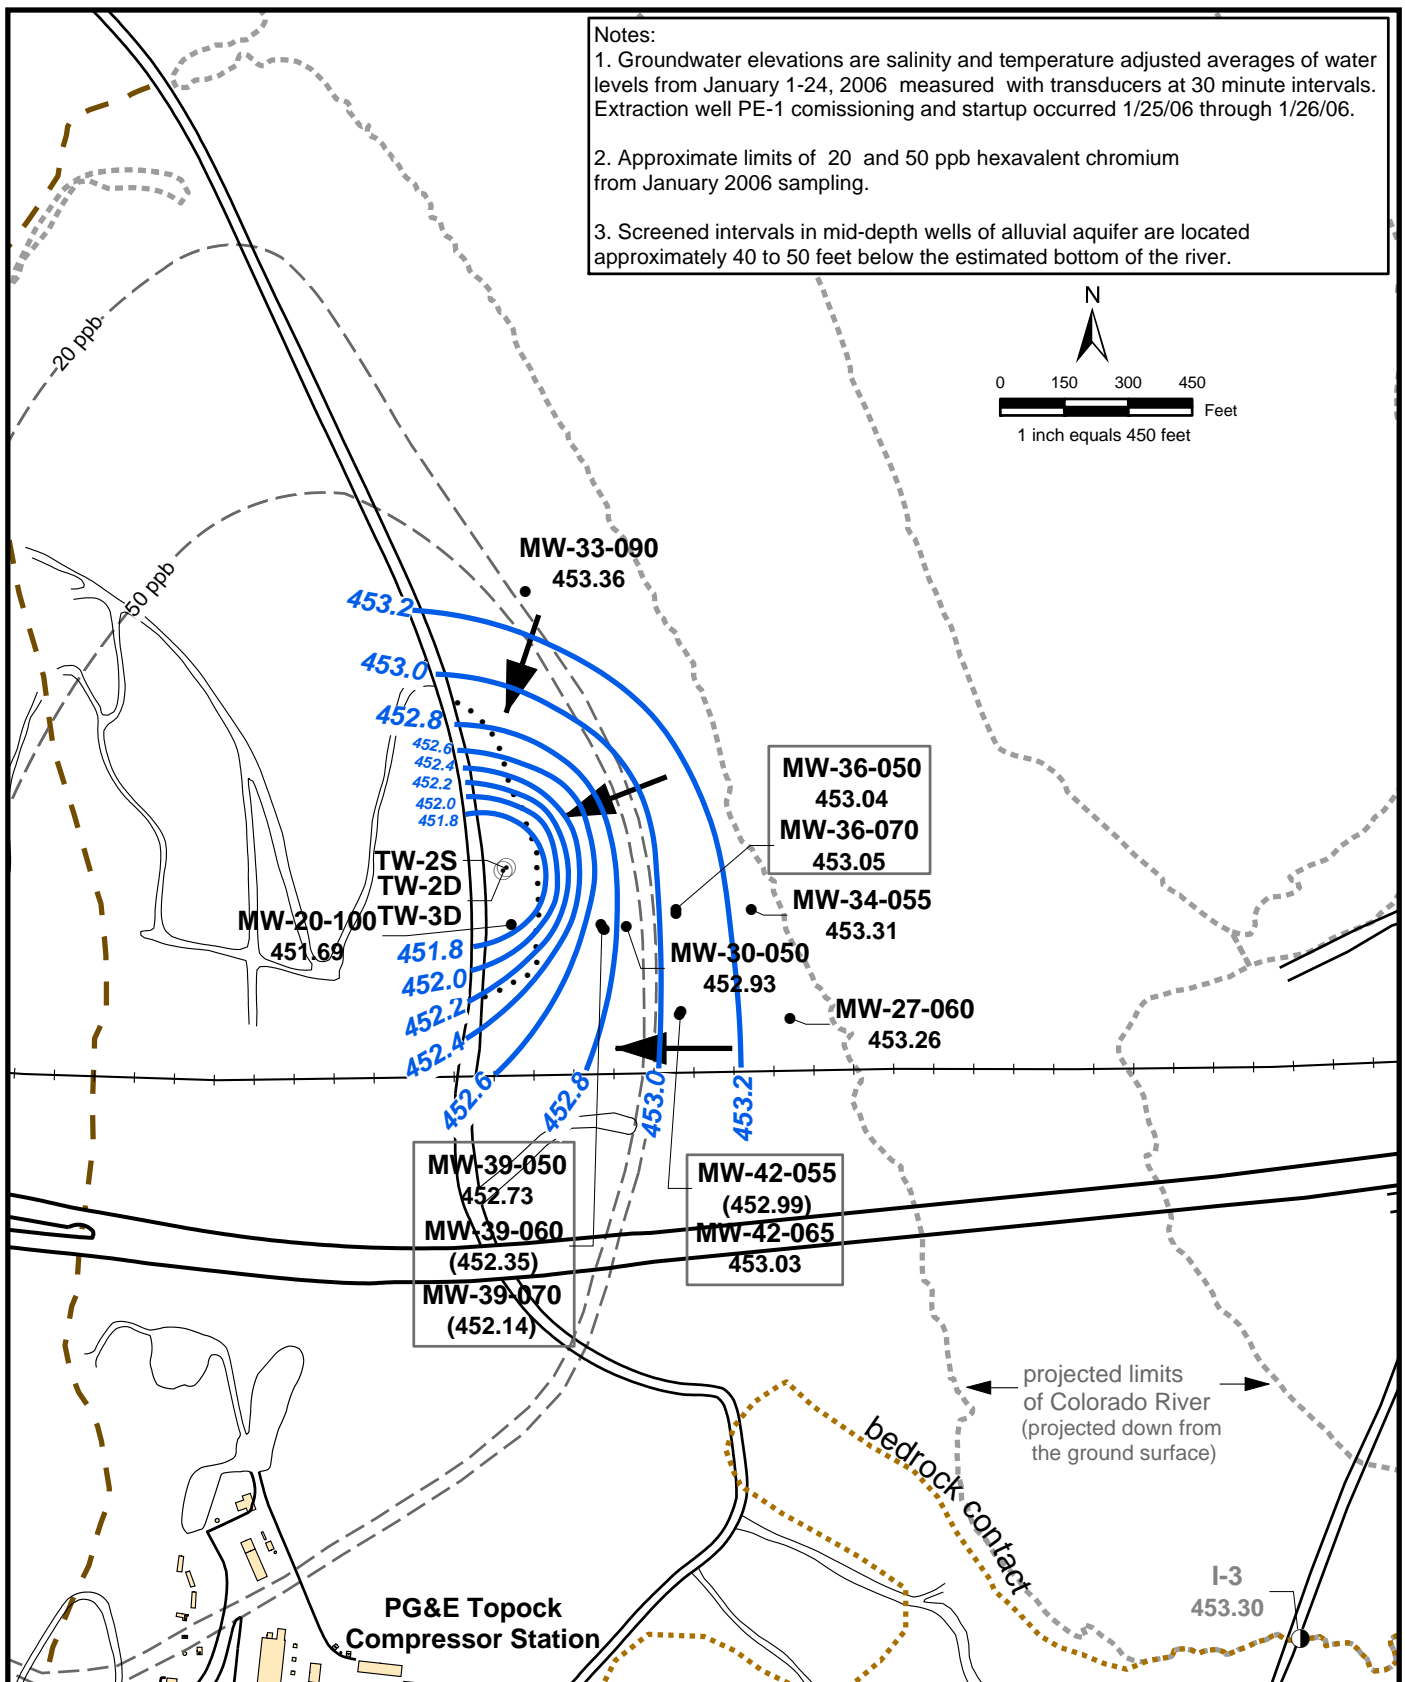 Notes:
1. Groundwater elevations are salinity and temperature adjusted averages of water
levels from January 1-24, 2006 measured with transducers at 30 minute intervals.
Extraction well PE-1 comissioning and startup occurred 1/25/06 through 1/26/06.
2. Approximate limits of 20 and 50 ppb hexavalent chromium
from January 2006 sampling.
3. Screened intervals in mid-depth wells of alluvial aquifer are located
approximately 40 to 50 feet below the estimated bottom of the river.
N
0 150 300 450
Feet
1 inch equals 450 feet
20 ppb
50 ppb
MW-33-090
453.36
453.2
453.0
452.8
452.6
452.4
452.2
452.0
451.8
MW-36-050
453.04
MW-36-070
453.05
TW-2S
TW-2D
TW-3D
MW-20-100
451.69
MW-34-055
453.31
MW-30-050
452.93
MW-27-060
453.26
451.8
452.0
452.2
452.4
452.6
452.8
453.0
453.2
MW-39-050
452.73
MW-39-060
(452.35)
MW-39-070
(452.14)
MW-42-055
(452.99)
MW-42-065
453.03
projected limits
of Colorado River
(projected down from
the ground surface)
bedrock contact
I-3
453.30
PG&E Topock
Compressor Station